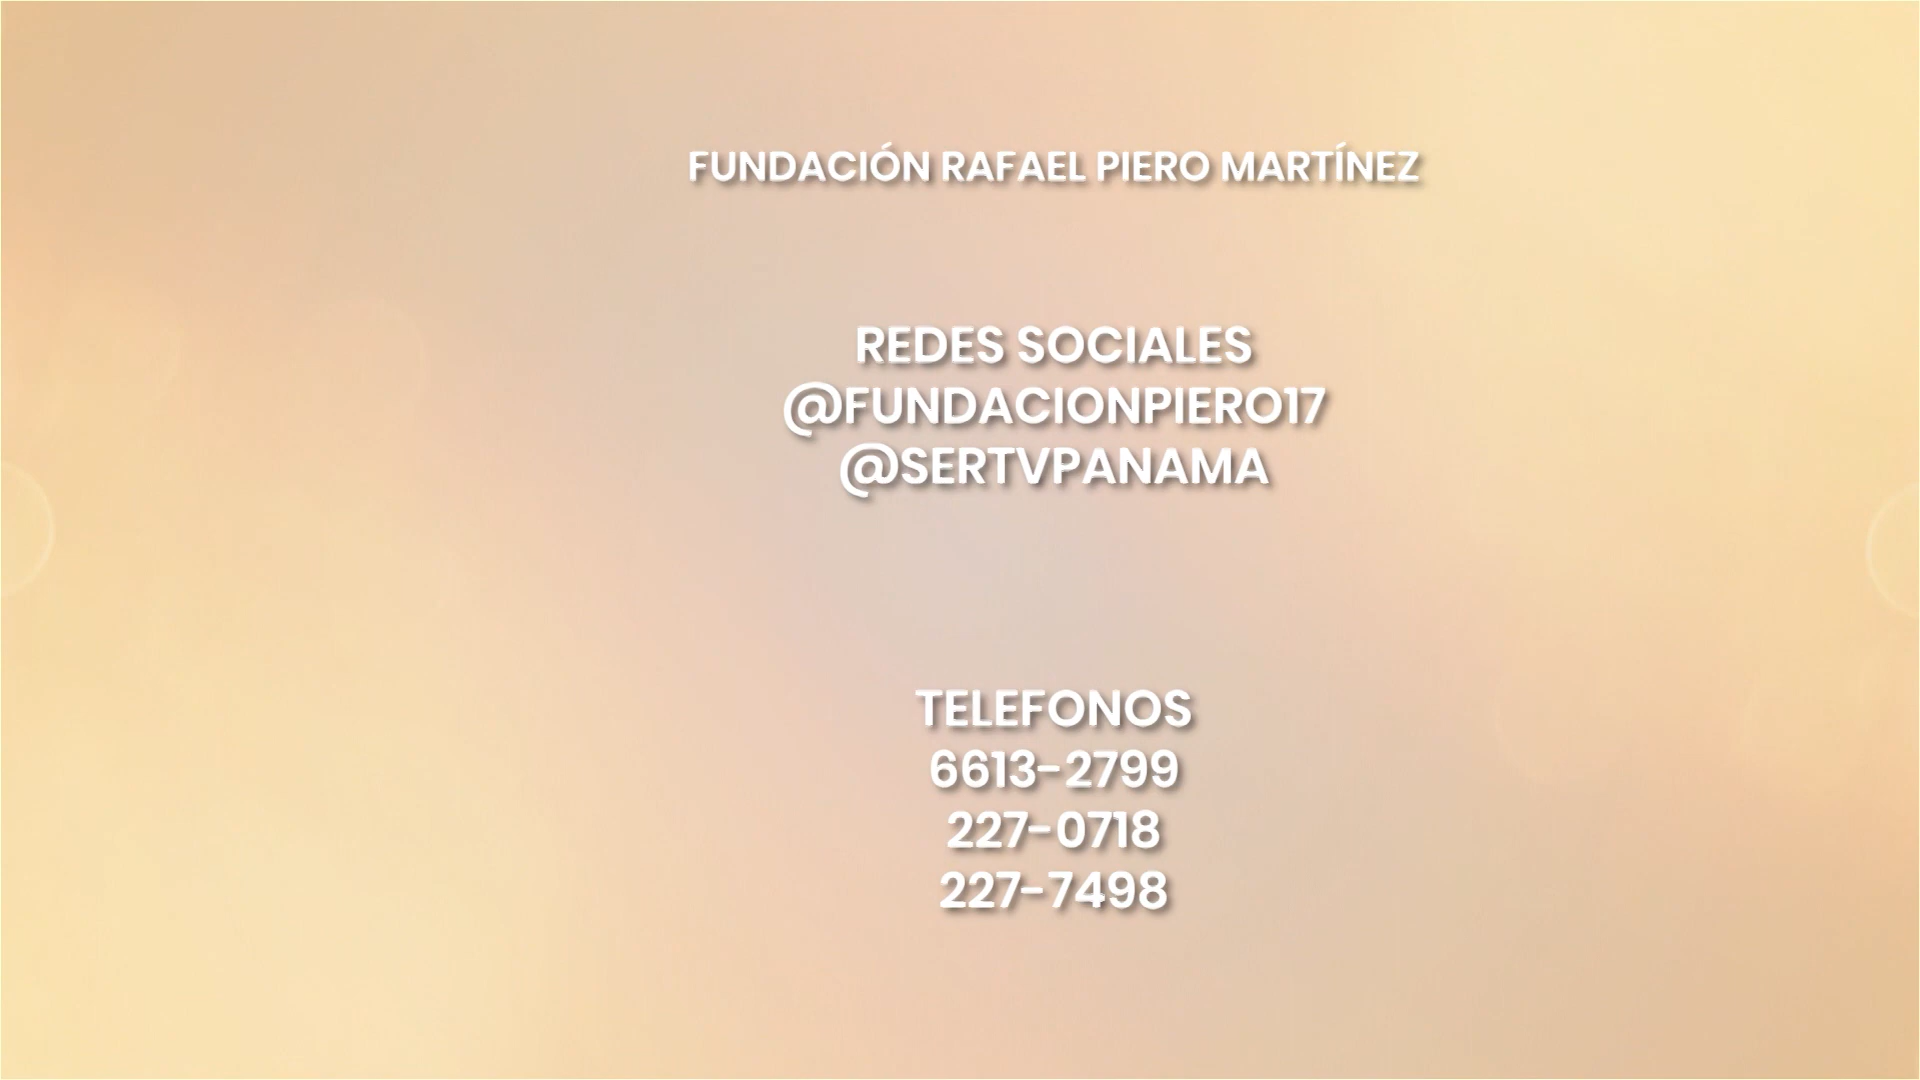 FUNDACIÓN RAFAEL PIERO MARTÍNEZ
REDES SOCIALES
@FUNDACIONPIERO17
@SERTVPANAMA
TELEFONOS
6613-2799
227-0718
227-7498